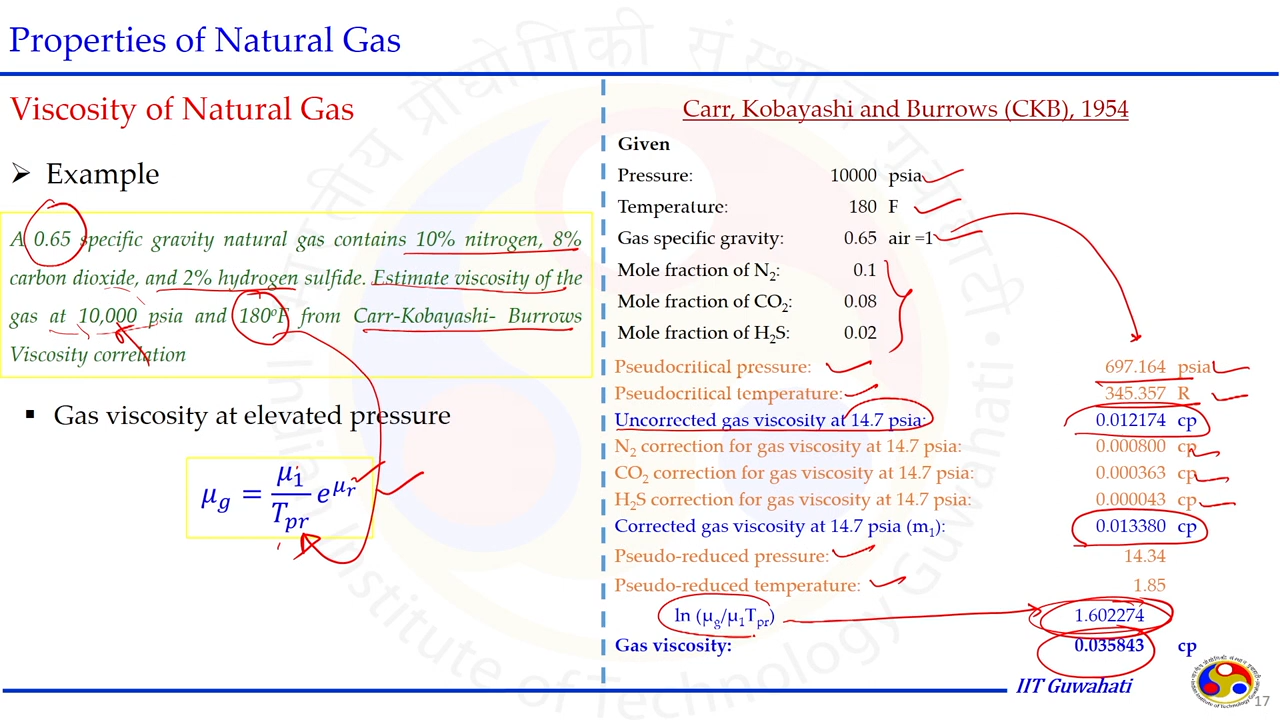 Properties of Natural Gas
Viscosity of Natural Gas
➢ Example
A 0.65 specific gravity natural gas contains 10% nitrogen, 8%
carbon dioxide, and 2% hydrogen sulfide. Estimate viscosity of the
gas at 10,000 psia and 180ºF from Carr-Kobayashi- Burrows
Viscosity correlation
▪ Gas viscosity at elevated pressure
μg = μ1/Tpr e^μr
Carr, Kobayashi and Burrows (CKB), 1954
Given
Pressure: 10000 psia
Temperature: 180 F
Gas specific gravity: 0.65 air =1
Mole fraction of N₂: 0.1
Mole fraction of CO₂: 0.08
Mole fraction of H₂S: 0.02
Pseudocritical pressure: 697.164 psia
Pseudocritical temperature: 345.357 R
Uncorrected gas viscosity at 14.7 psia: 0.012174 cp
N₂ correction for gas viscosity at 14.7 psia: 0.000800 cp
CO₂ correction for gas viscosity at 14.7 psia: 0.000363 cp
H₂S correction for gas viscosity at 14.7 psia: 0.000043 cp
Corrected gas viscosity at 14.7 psia (m₁): 0.013380 cp
Pseudo-reduced pressure: 14.34
Pseudo-reduced temperature: 1.85
ln (μg/μ₁Tpr) 1.602274
Gas viscosity: 0.035843 cp
IIT Guwahati
17
Indian Institute of Technology Guwahati